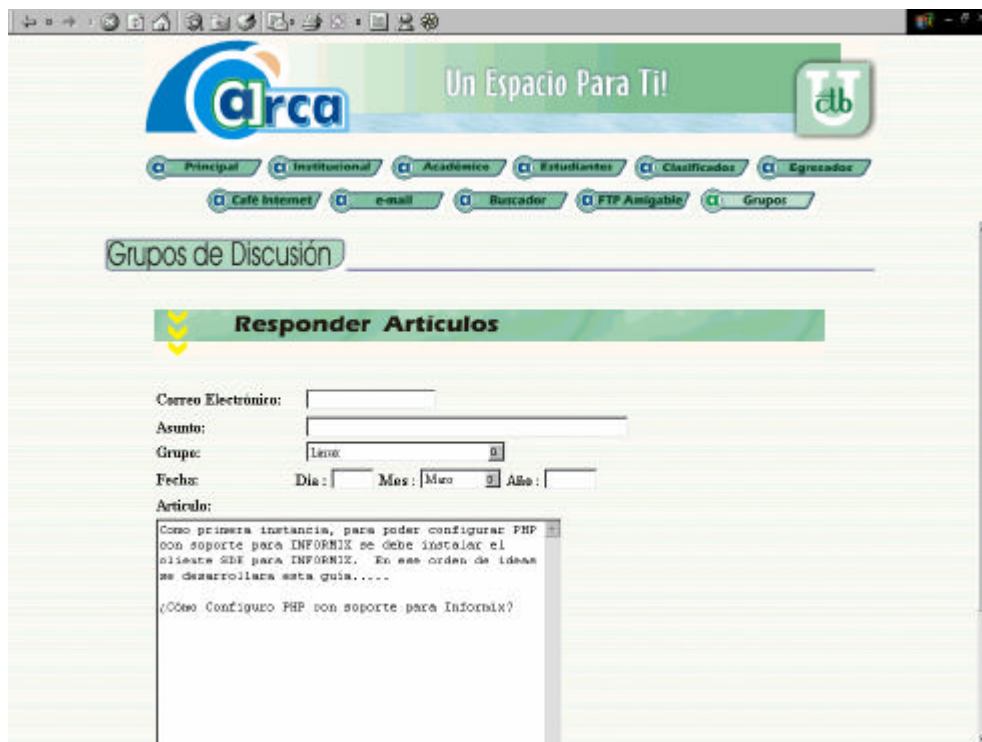 arca
Un Espacio Para Ti!
U ctb
Principal Institucional Académico Estudiantes Clasificados Egresados
Café Internet e-mail Buscador FTP Amigable Grupos
Grupos de Discusión
Responder Articulos
Correo Electrónico:
Asunto:
Grupo: Linux
Fecha: Dia : Mes : Marzo Año :
Articulo:
Como primera instancia, para poder configurar PHP
con soporte para INFORMIX se debe instalar el
cliente SDK para INFORMIX. En ese orden de ideas
se desarrollara esta guia.....
¿Cómo Configuro PHP con soporte para Informix?